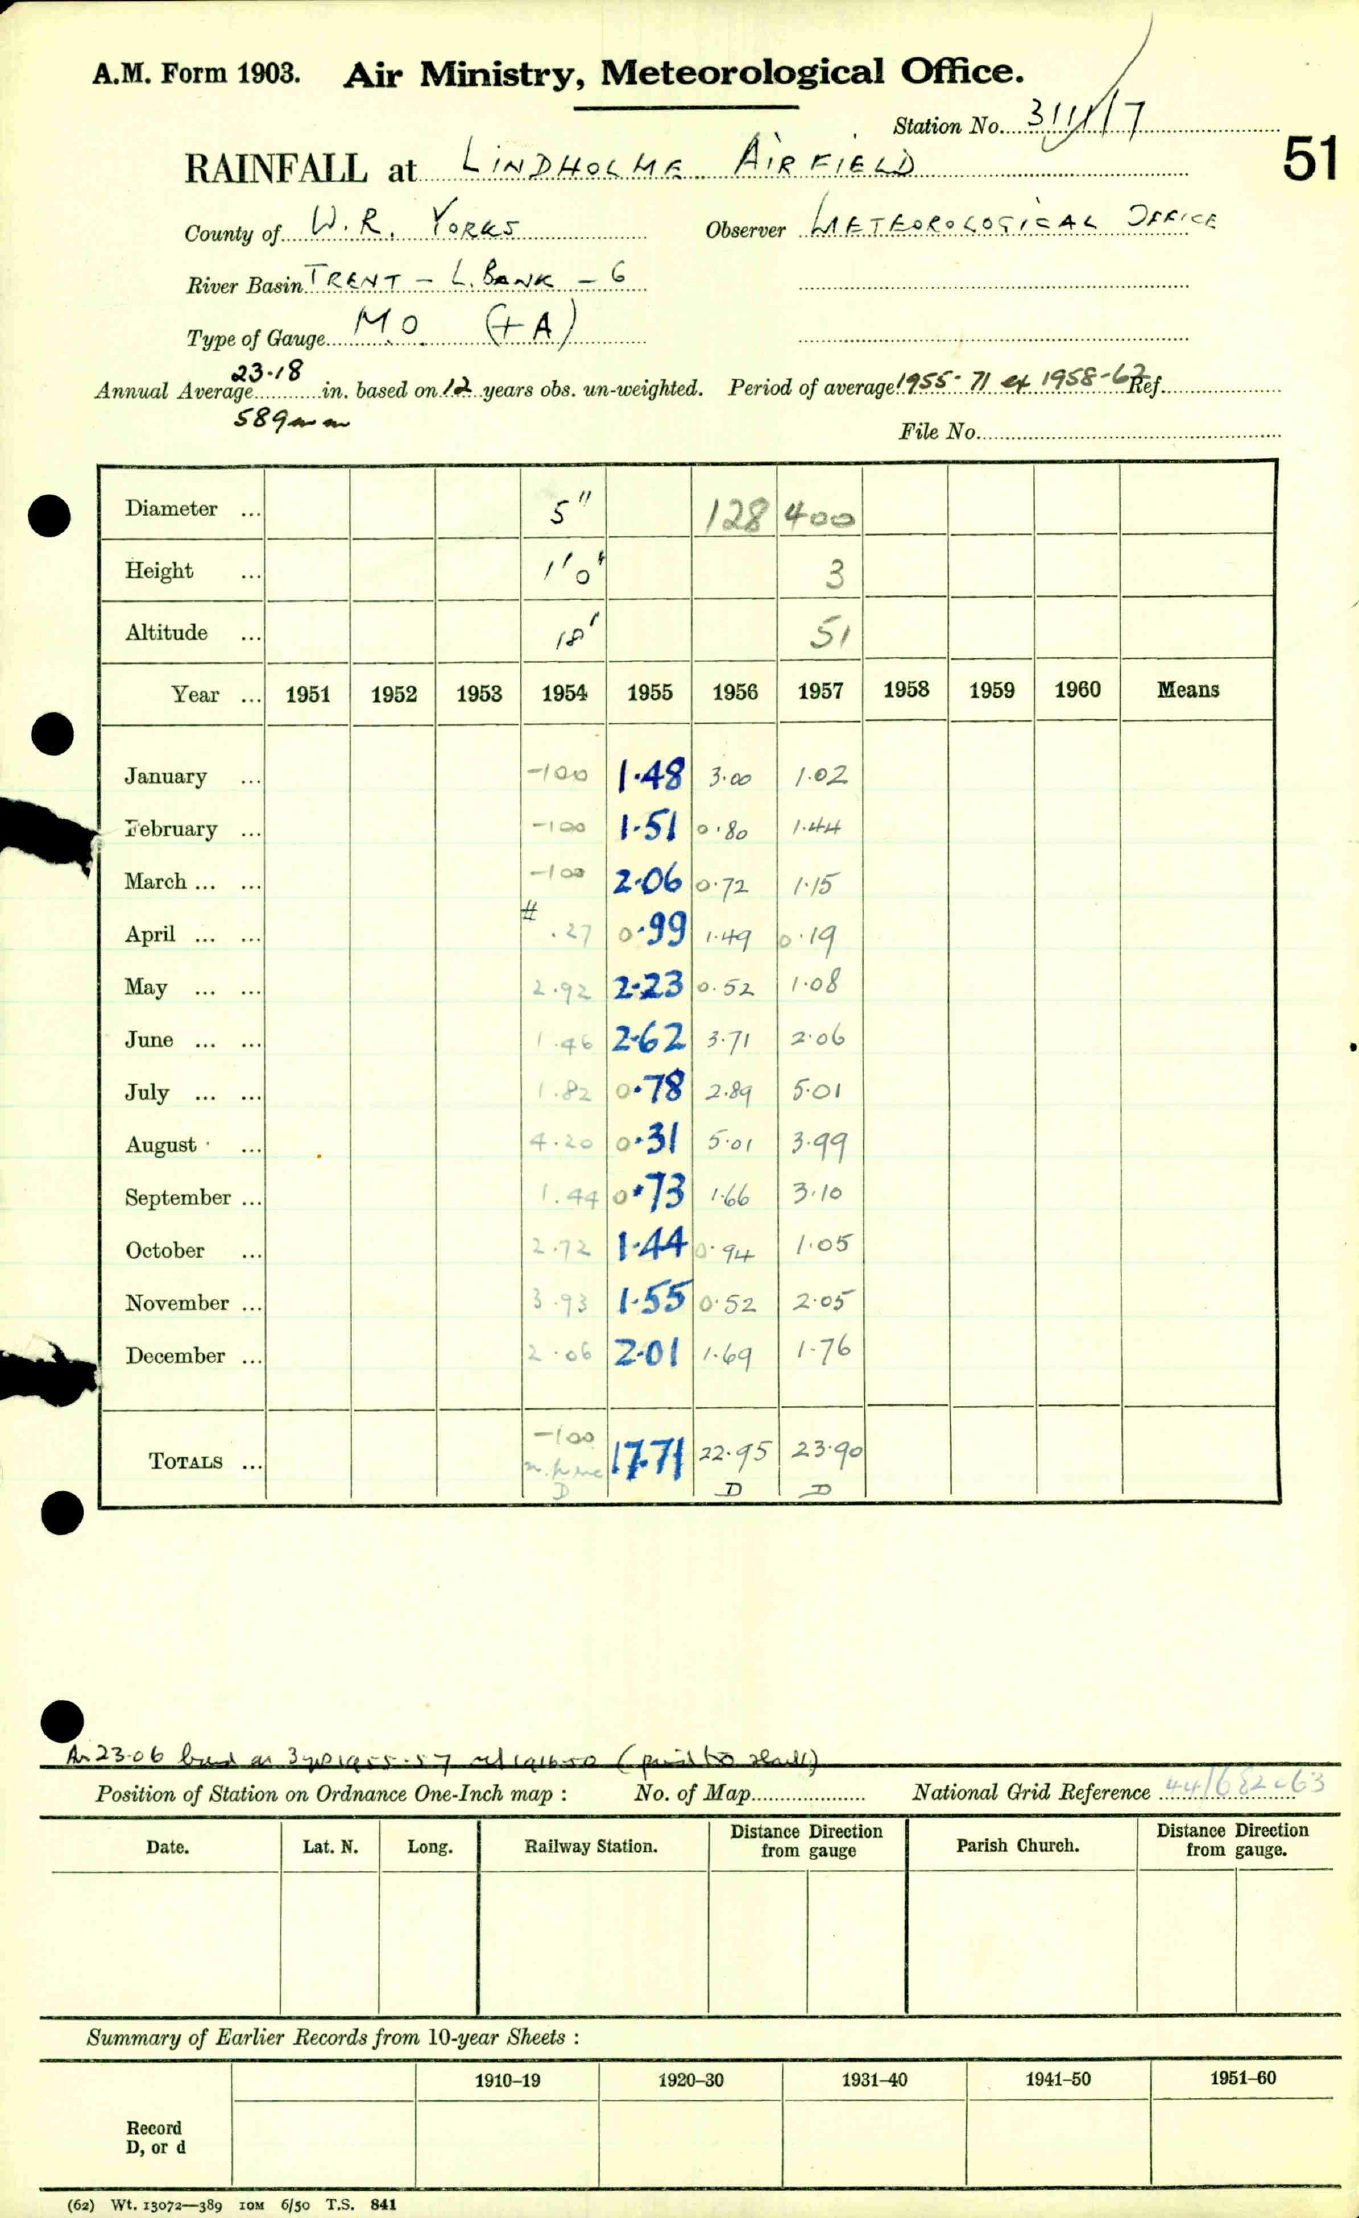 A.M. Form 1903. Air Ministry, Meteorological Office.
Station No. 3111/7
51
RAINFALL at LINDHOLME AIRFIELD
County of W.R. YORKS Observer METEOROLOGICAL OFFICE
River Basin TRENT - L. BANK - 6
Type of Gauge M O (+A)
Annual Average 23.18 in. based on 12 years obs. un-weighted. Period of average 1955-71 ex 1958-62 Ref.
589mm
File No.
Diameter ... 5" 128 400
Height ... 1'0" 3
Altitude ... 18' 51
Year ... 1951 1952 1953 1954 1955 1956 1957 1958 1959 1960 Means
January ... -100 1.48 3.00 1.02
February ... -100 1.51 0.80 1.44
March ... ... -100 2.06 0.72 1.15
April ... ... # .27 0.99 1.49 0.19
May ... ... 2.92 2.23 0.52 1.08
June ... ... 1.46 2.62 3.71 2.06
July ... ... 1.82 0.78 2.89 5.01
August ... 4.20 0.31 5.01 3.99
September ... 1.44 0.73 1.66 3.10
October ... 2.72 1.44 0.94 1.05
November ... 3.93 1.55 0.52 2.05
December ... 2.06 2.01 1.69 1.76
TOTALS ... -100 17.71 22.95 23.90
D D D
Av 23.06 based on 3 yrs 1955-57
Position of Station on Ordnance One-Inch map : No. of Map National Grid Reference 44/682 063
Date. Lat. N. Long. Railway Station. Distance Direction from gauge Parish Church. Distance Direction from gauge.
Summary of Earlier Records from 10-year Sheets :
1910–19 1920–30 1931–40 1941–50 1951–60
Record
D, or d
(62) Wt. 13072—389 10M 6/50 T.S. 841